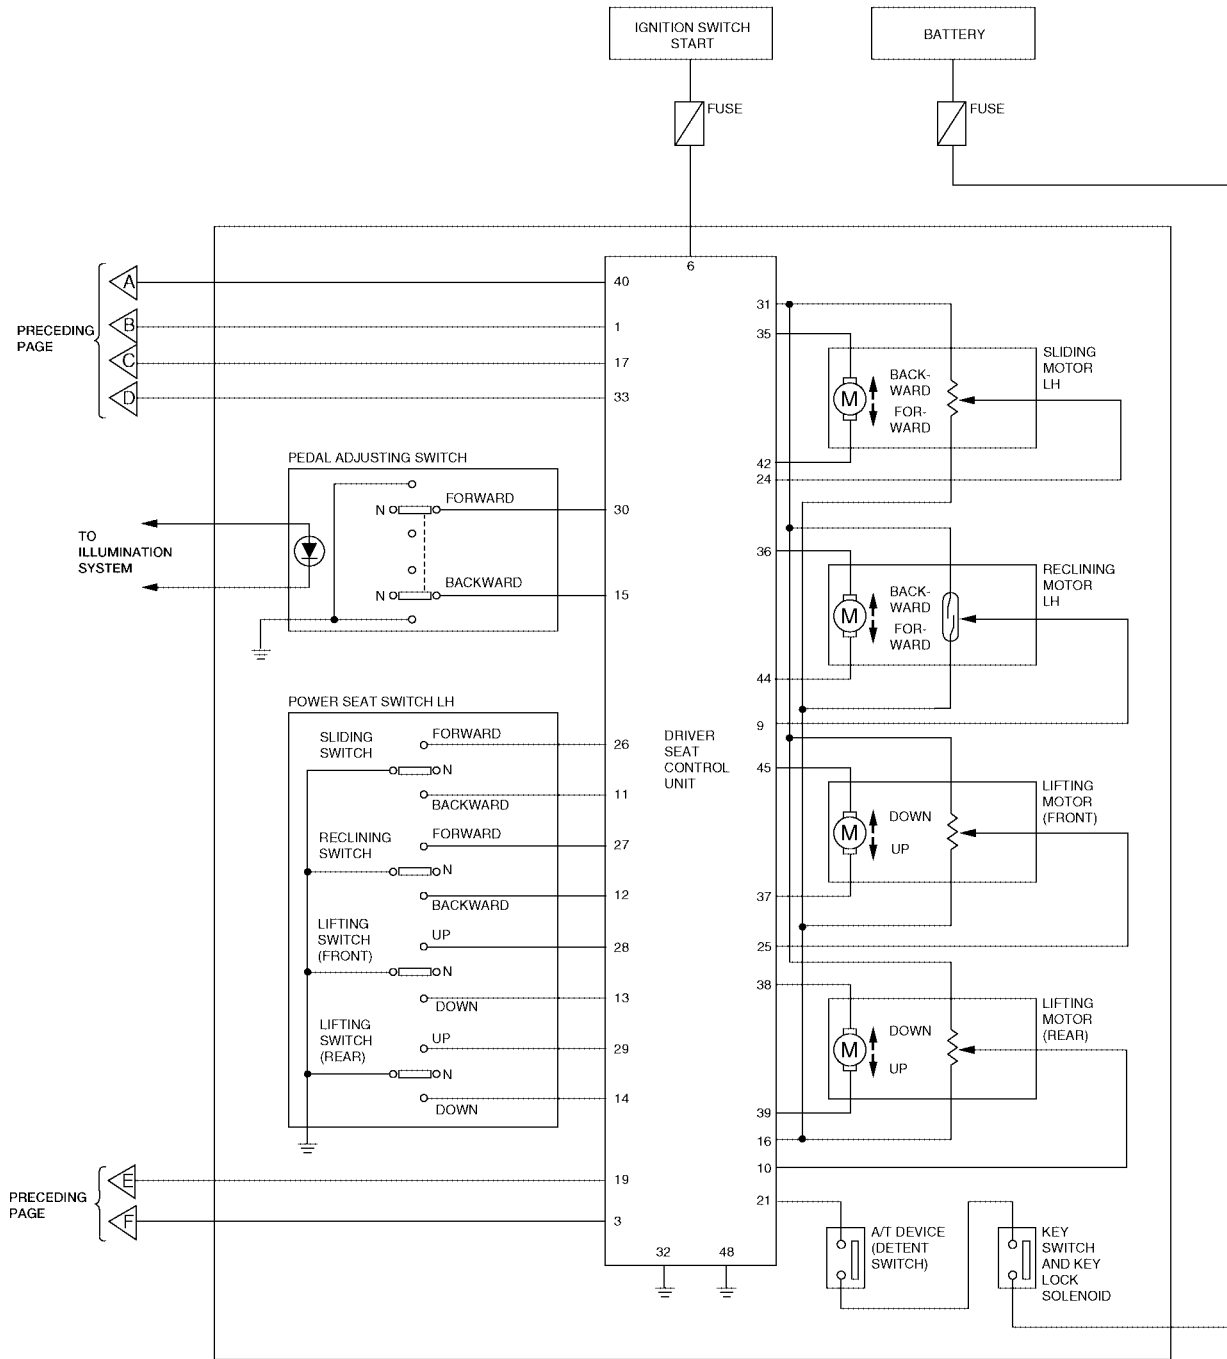 IGNITION SWITCH
START
BATTERY
FUSE
FUSE
6
A
40
B
1
PRECEDING
PAGE
C
17
D
33
31
35
SLIDING
MOTOR
LH
BACK-
WARD
M
FOR-
WARD
42
24
PEDAL ADJUSTING SWITCH
FORWARD
N
30
TO
ILLUMINATION
SYSTEM
BACKWARD
N
15
36
RECLINING
MOTOR
LH
BACK-
WARD
M
FOR-
WARD
44
9
POWER SEAT SWITCH LH
SLIDING
SWITCH
FORWARD
26
N
11
BACKWARD
RECLINING
SWITCH
FORWARD
27
N
12
BACKWARD
LIFTING
SWITCH
(FRONT)
UP
28
N
13
DOWN
LIFTING
SWITCH
(REAR)
UP
29
N
14
DOWN
DRIVER
SEAT
CONTROL
UNIT
45
LIFTING
MOTOR
(FRONT)
DOWN
M
UP
37
25
38
LIFTING
MOTOR
(REAR)
DOWN
M
UP
39
16
10
E
19
PRECEDING
PAGE
F
3
21
32
48
A/T DEVICE
(DETENT
SWITCH)
KEY
SWITCH
AND KEY
LOCK
SOLENOID